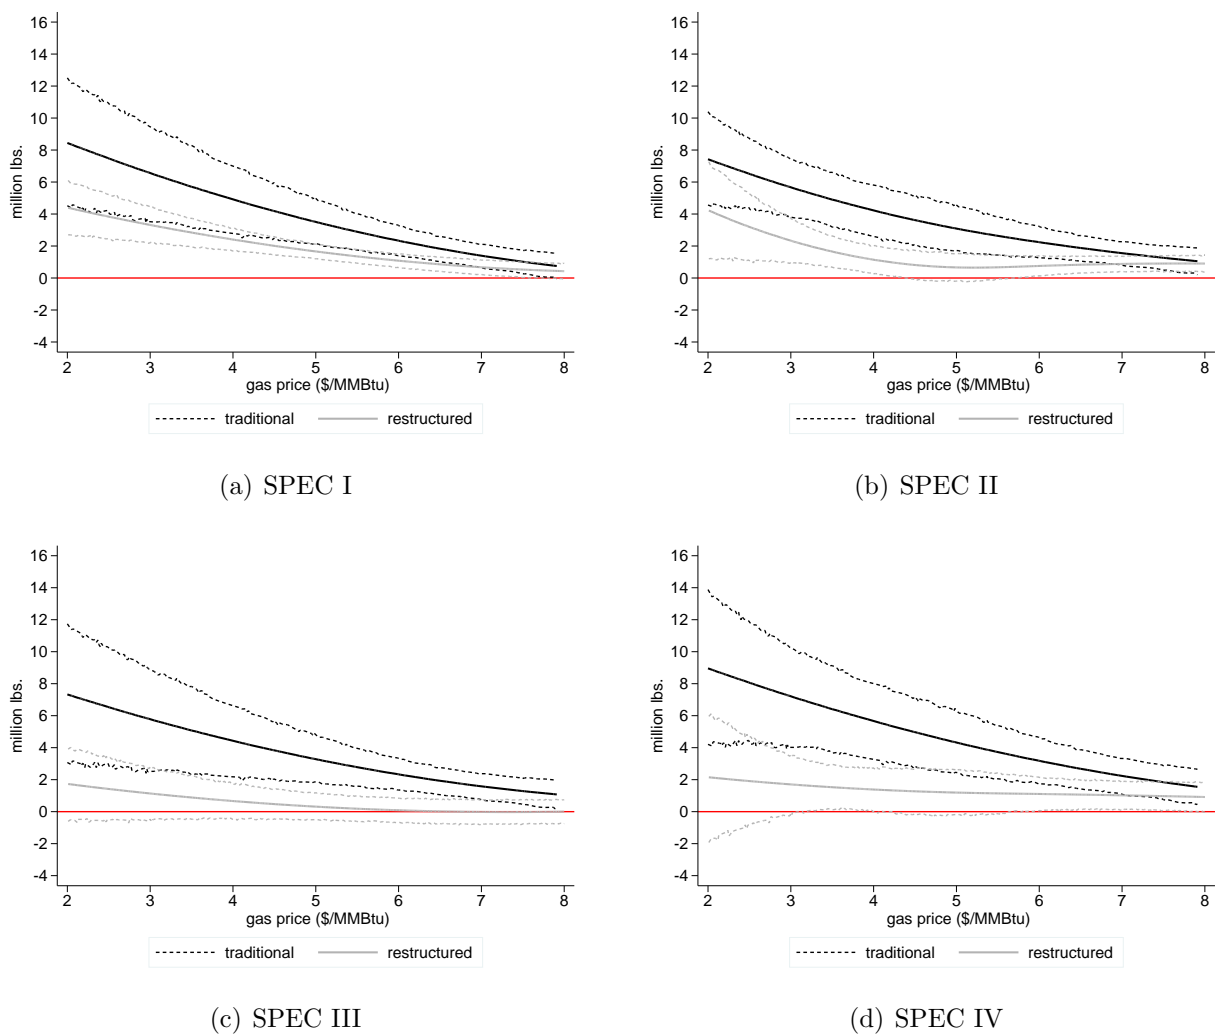 16
14
12
10
8
6
4
2
0
-2
-4
million lbs.
2 3 4 5 6 7 8
gas price ($/MMBtu)
traditional restructured
(a) SPEC I
16
14
12
10
8
6
4
2
0
-2
-4
million lbs.
2 3 4 5 6 7 8
gas price ($/MMBtu)
traditional restructured
(b) SPEC II
16
14
12
10
8
6
4
2
0
-2
-4
million lbs.
2 3 4 5 6 7 8
gas price ($/MMBtu)
traditional restructured
(c) SPEC III
16
14
12
10
8
6
4
2
0
-2
-4
million lbs.
2 3 4 5 6 7 8
gas price ($/MMBtu)
traditional restructured
(d) SPEC IV